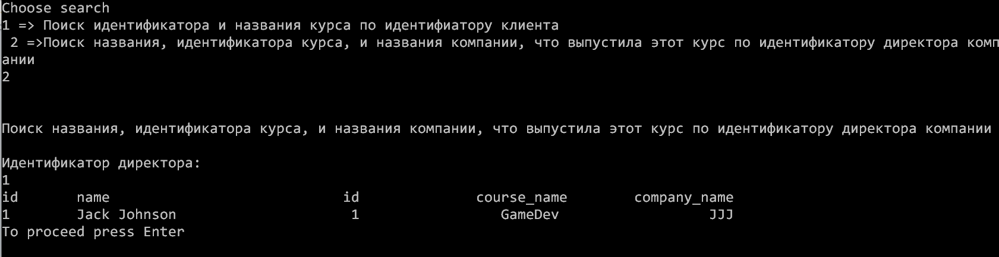 Choose search
1 => Поиск идентификатора и названия курса по идентифиатору клиента
2 =>Поиск названия, идентификатора курса, и названия компании, что выпустила этот курс по идентификатору директора комп
ании
2
Поиск названия, идентификатора курса, и названия компании, что выпустила этот курс по идентификатору директора компании
Идентификатор директора:
1
id name id course_name company_name
1 Jack Johnson 1 GameDev JJJ
To proceed press Enter